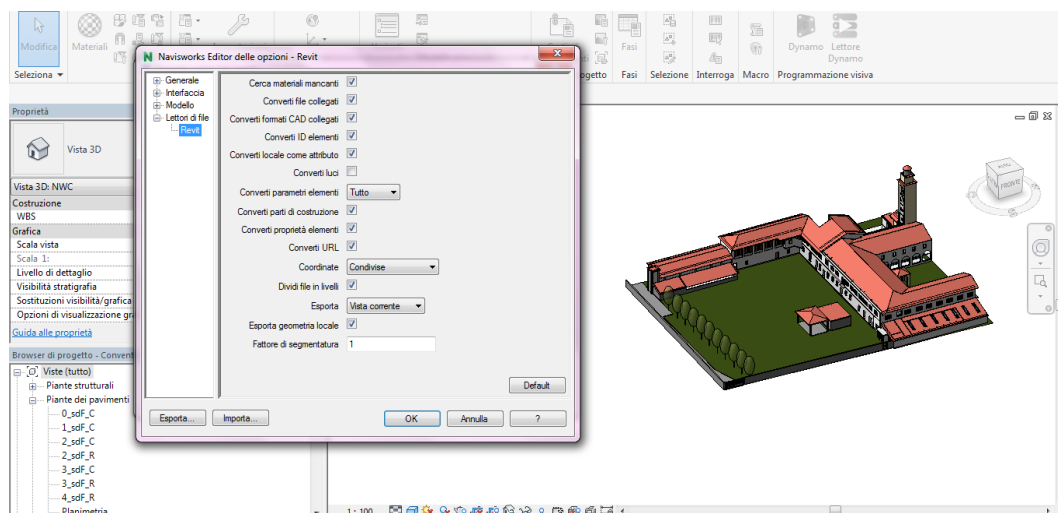 Modifica
Materiali
Seleziona
ogetto
Fasi
Fasi
Selezione
Interroga
Macro
Dynamo
Lettore
Dynamo
Programmazione visiva
Navisworks Editor delle opzioni - Revit
Generale
Interfaccia
Modello
Lettori di file
Revit
Cerca materiali mancanti
Converti file collegati
Converti formati CAD collegati
Converti ID elementi
Converti locale come attributo
Converti luci
Converti parametri elementi Tutto
Converti parti di costruzione
Converti proprietà elementi
Converti URL
Coordinate Condivise
Dividi file in livelli
Esporta Vista corrente
Esporta geometria locale
Fattore di segmentatura 1
Default
Esporta... Importa... OK Annulla ?
Proprietà
Vista 3D
Vista 3D: NWC
Costruzione
WBS
Grafica
Scala vista
Scala 1:
Livello di dettaglio
Visibilità stratigrafia
Sostituzioni visibilità/grafica
Opzioni di visualizzazione gra
Guida alle proprietà
Browser di progetto - Convent
Viste (tutto)
Piante strutturali
Piante dei pavimenti
0_sdF_C
1_sdF_C
2_sdF_C
2_sdF_R
3_sdF_C
3_sdF_R
4_sdF_R
Planimetria
FRONTE
1 : 100